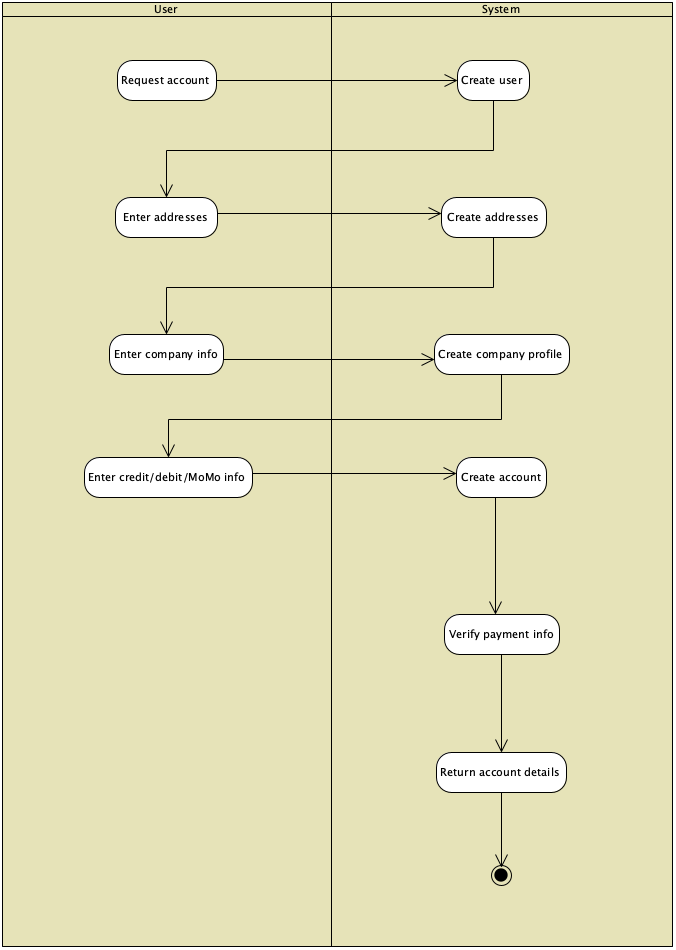 User
System
Request account
Create user
Enter addresses
Create addresses
Enter company info
Create company profile
Enter credit/debit/MoMo info
Create account
Verify payment info
Return account details